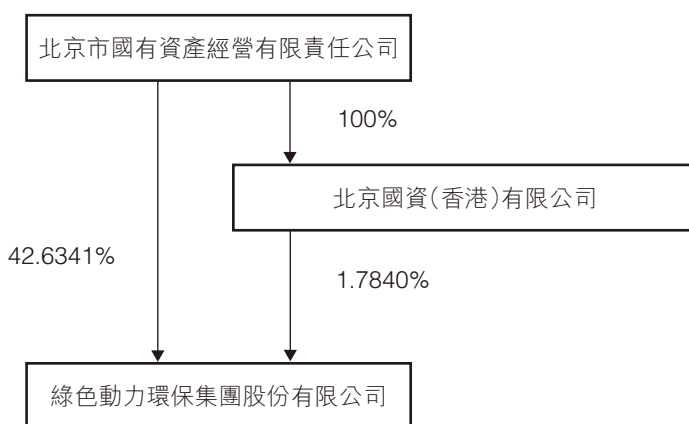 北京市國有資產經營有限責任公司
100%
北京國資(香港)有限公司
42.6341%
1.7840%
綠色動力環保集團股份有限公司